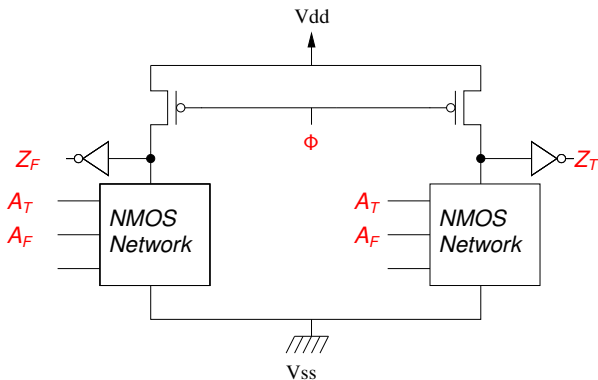 Vdd
Φ
Z_F
Z_T
A_T
A_F
NMOS
Network
A_T
A_F
NMOS
Network
Vss